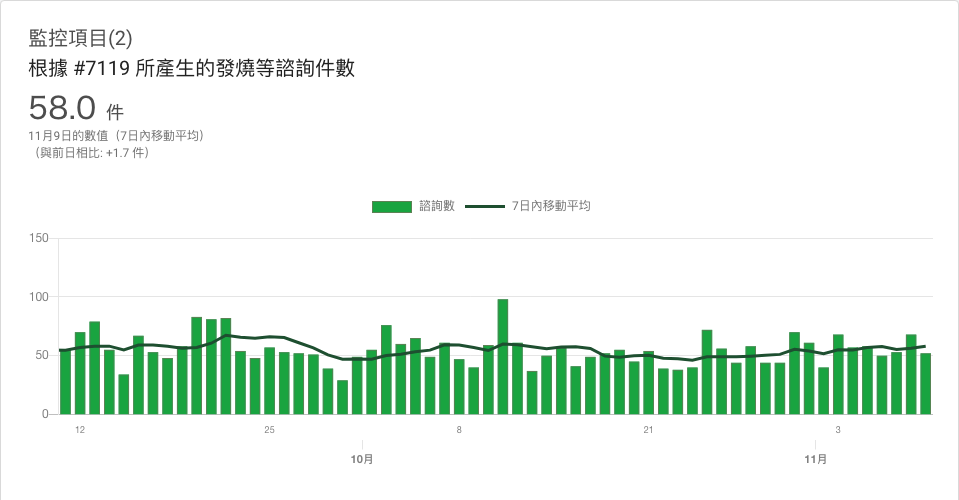 監控項目(2)
根據 #7119 所產生的發燒等諮詢件數
58.0 件
11月9日的數值（7日內移動平均）
（與前日相比: +1.7 件）
諮詢數 7日內移動平均
150
100
50
0
12 25 8 21 3
10月 11月